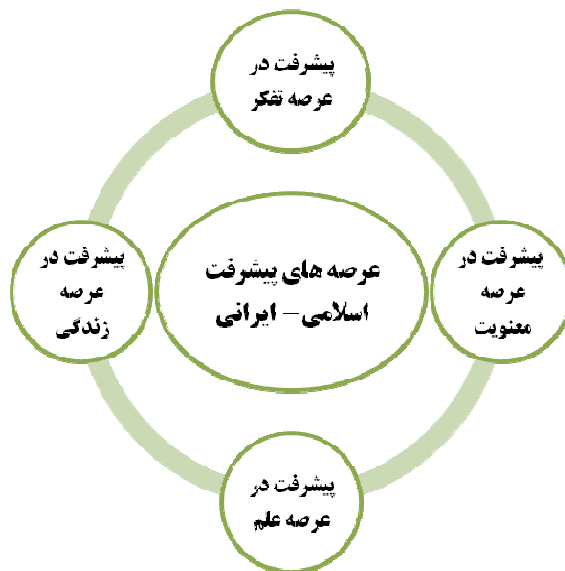 پیشرفت در
عرصه تفکر
عرصه های پیشرفت
اسلامی – ایرانی
پیشرفت در
عرصه
معنویت
پیشرفت در
عرصه علم
پیشرفت در
عرصه
زندگی